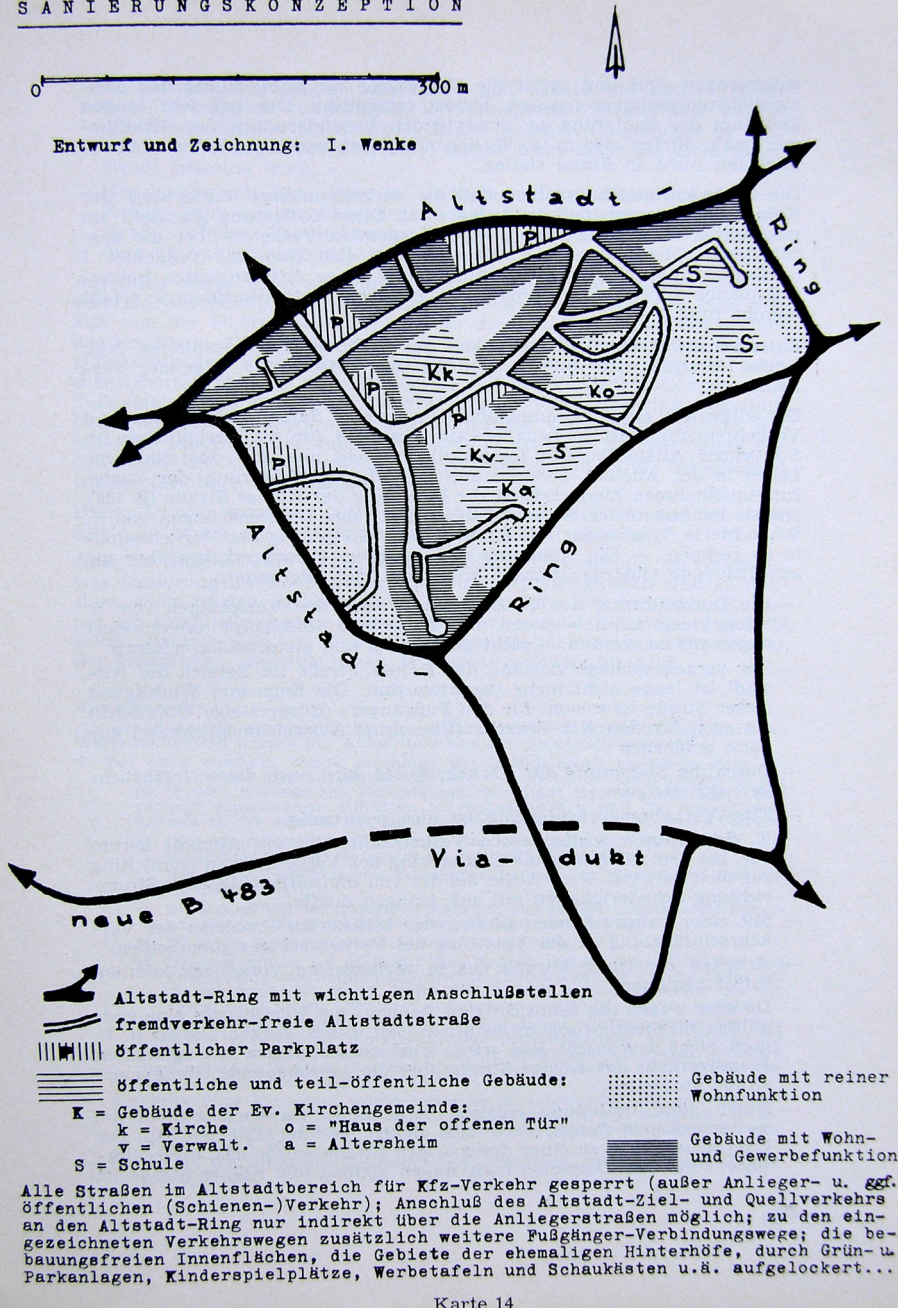 SANIERUNGSKONZEPTION
0 300 m
Entwurf und Zeichnung: I. Wenke
Altstadt-
Ring
P
S
P
S
Kk
P
Ko
P
Kv
S
P
Ka
Altstadt-
Ring
Via- dukt
neue B 483
Altstadt-Ring mit wichtigen Anschlußstellen
fremdverkehr-freie Altstadtstraße
P öffentlicher Parkplatz
öffentliche und teil-öffentliche Gebäude:
K = Gebäude der Ev. Kirchengemeinde:
k = Kirche o = "Haus der offenen Tür"
v = Verwalt. a = Altersheim
S = Schule
Gebäude mit reiner
Wohnfunktion
Gebäude mit Wohn-
und Gewerbefunktion
Alle Straßen im Altstadtbereich für Kfz-Verkehr gesperrt (außer Anlieger- u. ggf.
öffentlichen (Schienen-)Verkehr); Anschluß des Altstadt-Ziel- und Quellverkehrs
an den Altstadt-Ring nur indirekt über die Anliegerstraßen möglich; zu den ein-
gezeichneten Verkehrswegen zusätzlich weitere Fußgänger-Verbindungswege; die be-
bauungsfreien Innenflächen, die Gebiete der ehemaligen Hinterhöfe, durch Grün- u.
Parkanlagen, Kinderspielplätze, Werbetafeln und Schaukästen u.ä. aufgelockert...
Karte 14